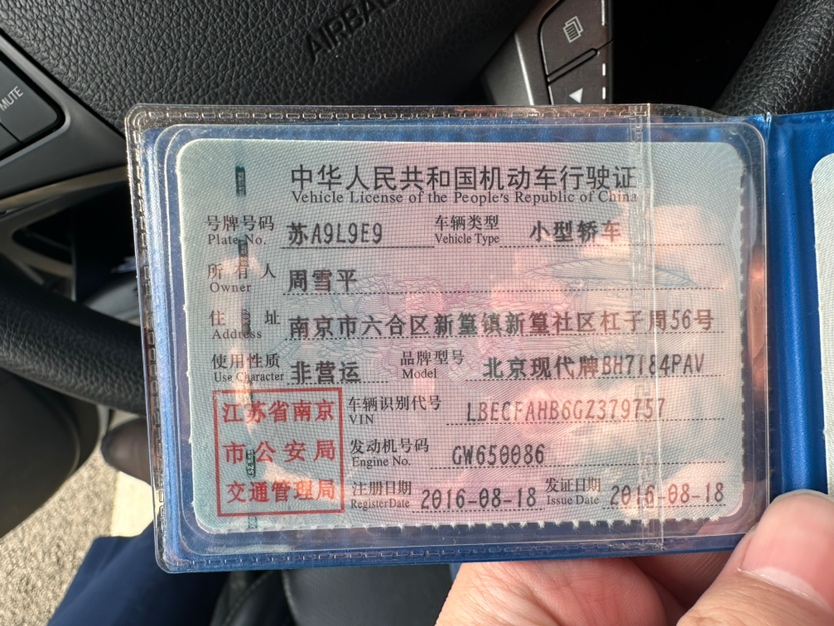 AIRBAG
MUTE
中华人民共和国机动车行驶证
Vehicle License of the People's Republic of China
号牌号码 苏A9L9E9 车辆类型 小型轿车
Plate No. Vehicle Type
所有人 周雪平
Owner
住址 南京市六合区新篁镇新篁社区杠子周56号
Address
使用性质 非营运 品牌型号 北京现代牌BH7184PAV
Use Character Model
江苏省南京
市公安局
交通管理局
车辆识别代号 LBECFAHB6GZ379757
VIN
发动机号码 GW650086
Engine No.
注册日期 2016-08-18 发证日期 2016-08-18
Register Date Issue Date